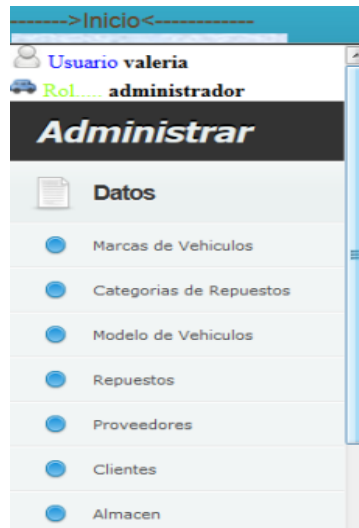 ------->Inicio<------------
Usuario valeria
Rol..... administrador
Administrar
Datos
Marcas de Vehiculos
Categorias de Repuestos
Modelo de Vehiculos
Repuestos
Proveedores
Clientes
Almacen